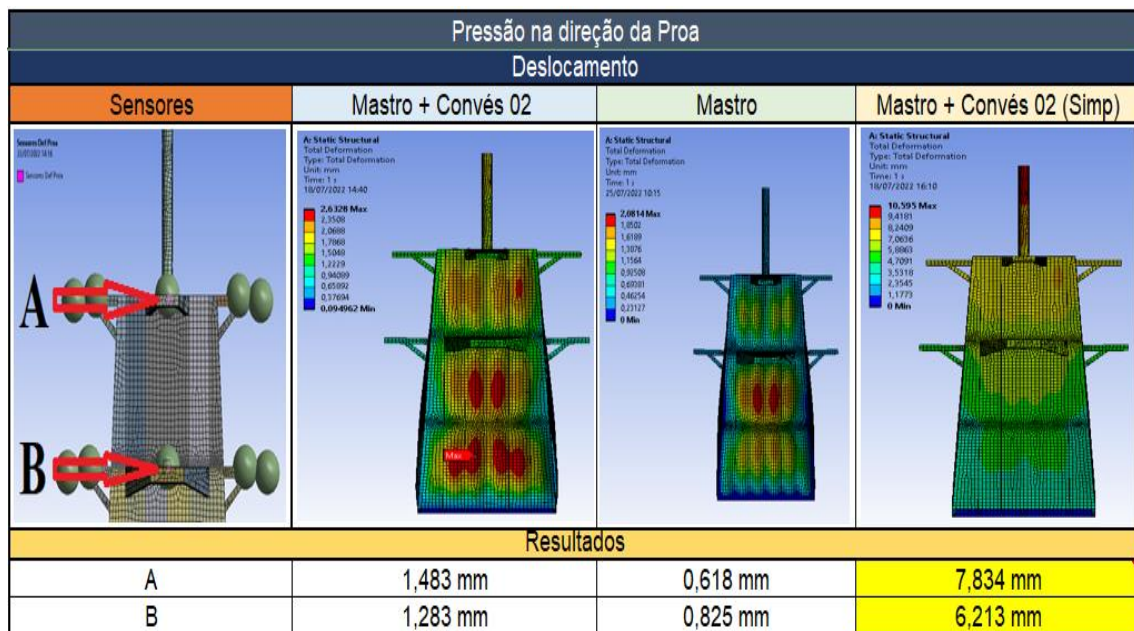 Pressão na direção da Proa
Deslocamento
Sensores
Mastro + Convés 02
Mastro
Mastro + Convés 02 (Simp)
Sensores Def Proa
Sensores Def Proa
A
B
A: Static Structural
Total Deformation
Type: Total Deformation
Unit: mm
Time: 1 s
18/07/2022 14:40
2,6328 Max
2,3508
2,0688
1,7868
1,5048
1,2229
0,94089
0,65892
0,37694
0,094962 Min
Max
A: Static Structural
Total Deformation
Type: Total Deformation
Unit: mm
Time: 1 s
25/07/2022 10:15
2,0814 Max
1,8502
1,6189
1,3876
1,1564
0,92508
0,69381
0,46254
0,23127
0 Min
A: Static Structural
Total Deformation
Type: Total Deformation
Unit: mm
Time: 1 s
18/07/2022 16:10
10,595 Max
9,4181
8,2409
7,0636
5,8863
4,7091
3,5318
2,3545
1,1773
0 Min
Resultados
A
1,483 mm
0,618 mm
7,834 mm
B
1,283 mm
0,825 mm
6,213 mm